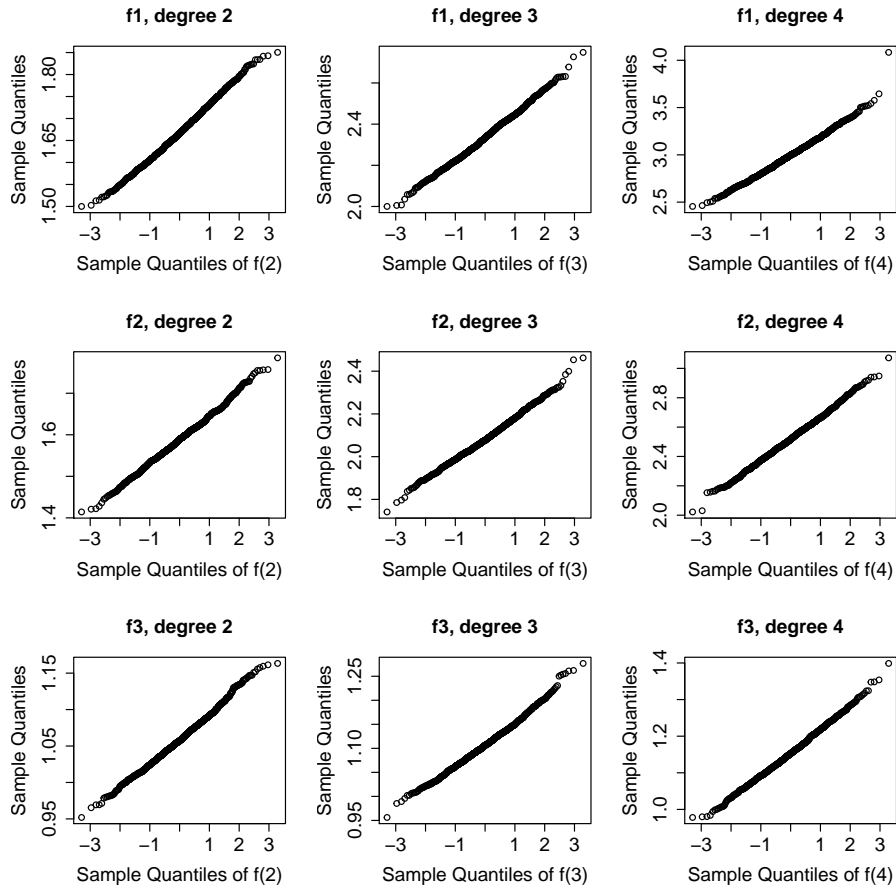 f1, degree 2
Sample Quantiles
1.50 1.65 1.80
−3 −1 1 2 3
Sample Quantiles of f(2)
f1, degree 3
Sample Quantiles
2.0 2.4
−3 −1 1 2 3
Sample Quantiles of f(3)
f1, degree 4
Sample Quantiles
2.5 3.0 3.5 4.0
−3 −1 1 2 3
Sample Quantiles of f(4)
f2, degree 2
Sample Quantiles
1.4 1.6
−3 −1 1 2 3
Sample Quantiles of f(2)
f2, degree 3
Sample Quantiles
1.8 2.0 2.2 2.4
−3 −1 1 2 3
Sample Quantiles of f(3)
f2, degree 4
Sample Quantiles
2.0 2.4 2.8
−3 −1 1 2 3
Sample Quantiles of f(4)
f3, degree 2
Sample Quantiles
0.95 1.05 1.15
−3 −1 1 2 3
Sample Quantiles of f(2)
f3, degree 3
Sample Quantiles
0.95 1.10 1.25
−3 −1 1 2 3
Sample Quantiles of f(3)
f3, degree 4
Sample Quantiles
1.0 1.2 1.4
−3 −1 1 2 3
Sample Quantiles of f(4)